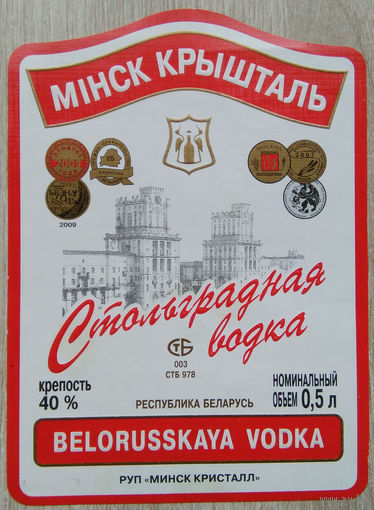 МІНСК КРЫШТАЛЬ
2009
2007
2009
Стольградная
водка
СТБ
003
СТБ 978
крепость
40 %
НОМИНАЛЬНЫЙ
ОБЪЕМ 0,5 л
РЕСПУБЛИКА БЕЛАРУСЬ
BELORUSSKAYA VODKA
РУП «МИНСК КРИСТАЛЛ»